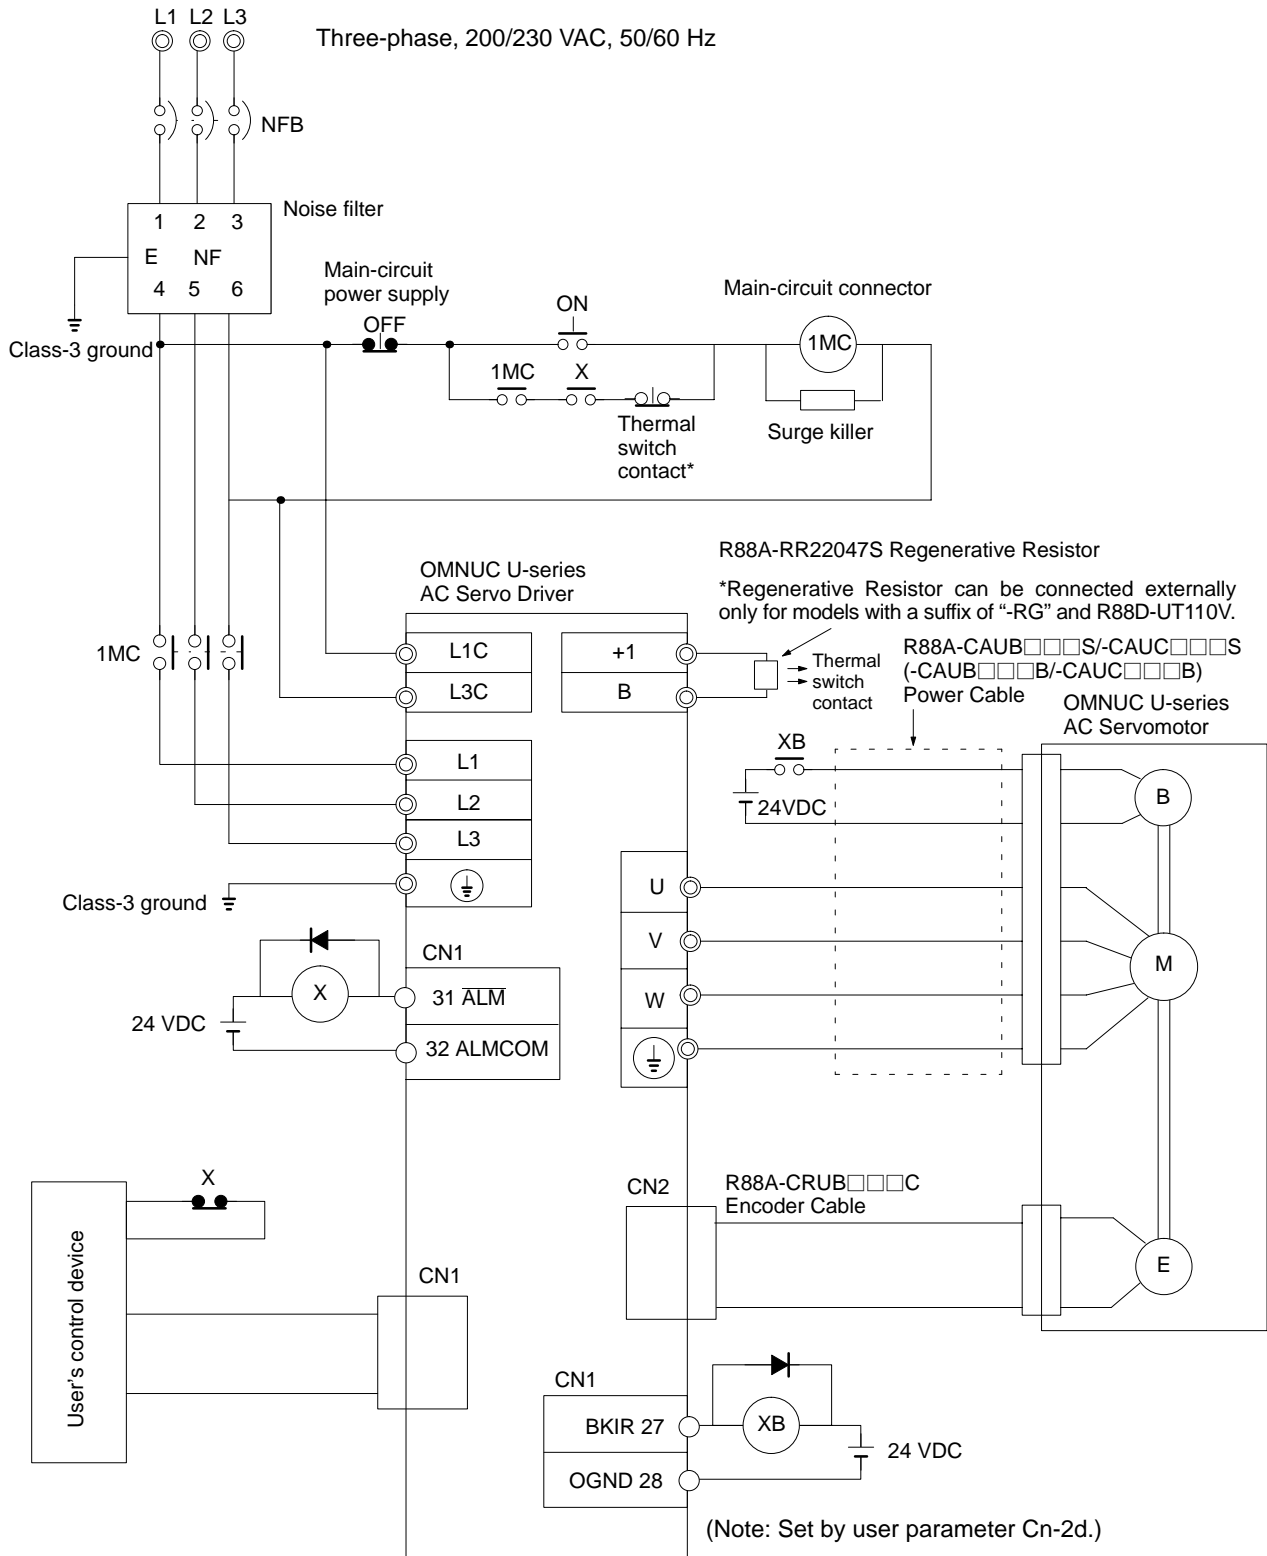 L1 L2 L3
Three-phase, 200/230 VAC, 50/60 Hz
NFB
Noise filter
1 2 3
E NF
4 5 6
Class-3 ground
Main-circuit
power supply
OFF
ON
Main-circuit connector
1MC
1MC X
Thermal
switch
contact*
Surge killer
R88A-RR22047S Regenerative Resistor
*Regenerative Resistor can be connected externally
only for models with a suffix of “-RG” and R88D-UT110V.
OMNUC U-series
AC Servo Driver
1MC
L1C
L3C
+1
B
Thermal
switch
contact
R88A-CAUB□□□S/-CAUC□□□S
(-CAUB□□□B/-CAUC□□□B)
Power Cable
OMNUC U-series
AC Servomotor
L1
L2
L3
Class-3 ground
XB
24VDC
B
U
V
W
M
CN1
X
24 VDC
31 A̅L̅M̅
32 ALMCOM
X
User's control device
CN1
CN2
R88A-CRUB□□□C
Encoder Cable
E
CN1
BKIR 27
OGND 28
XB
24 VDC
(Note: Set by user parameter Cn-2d.)